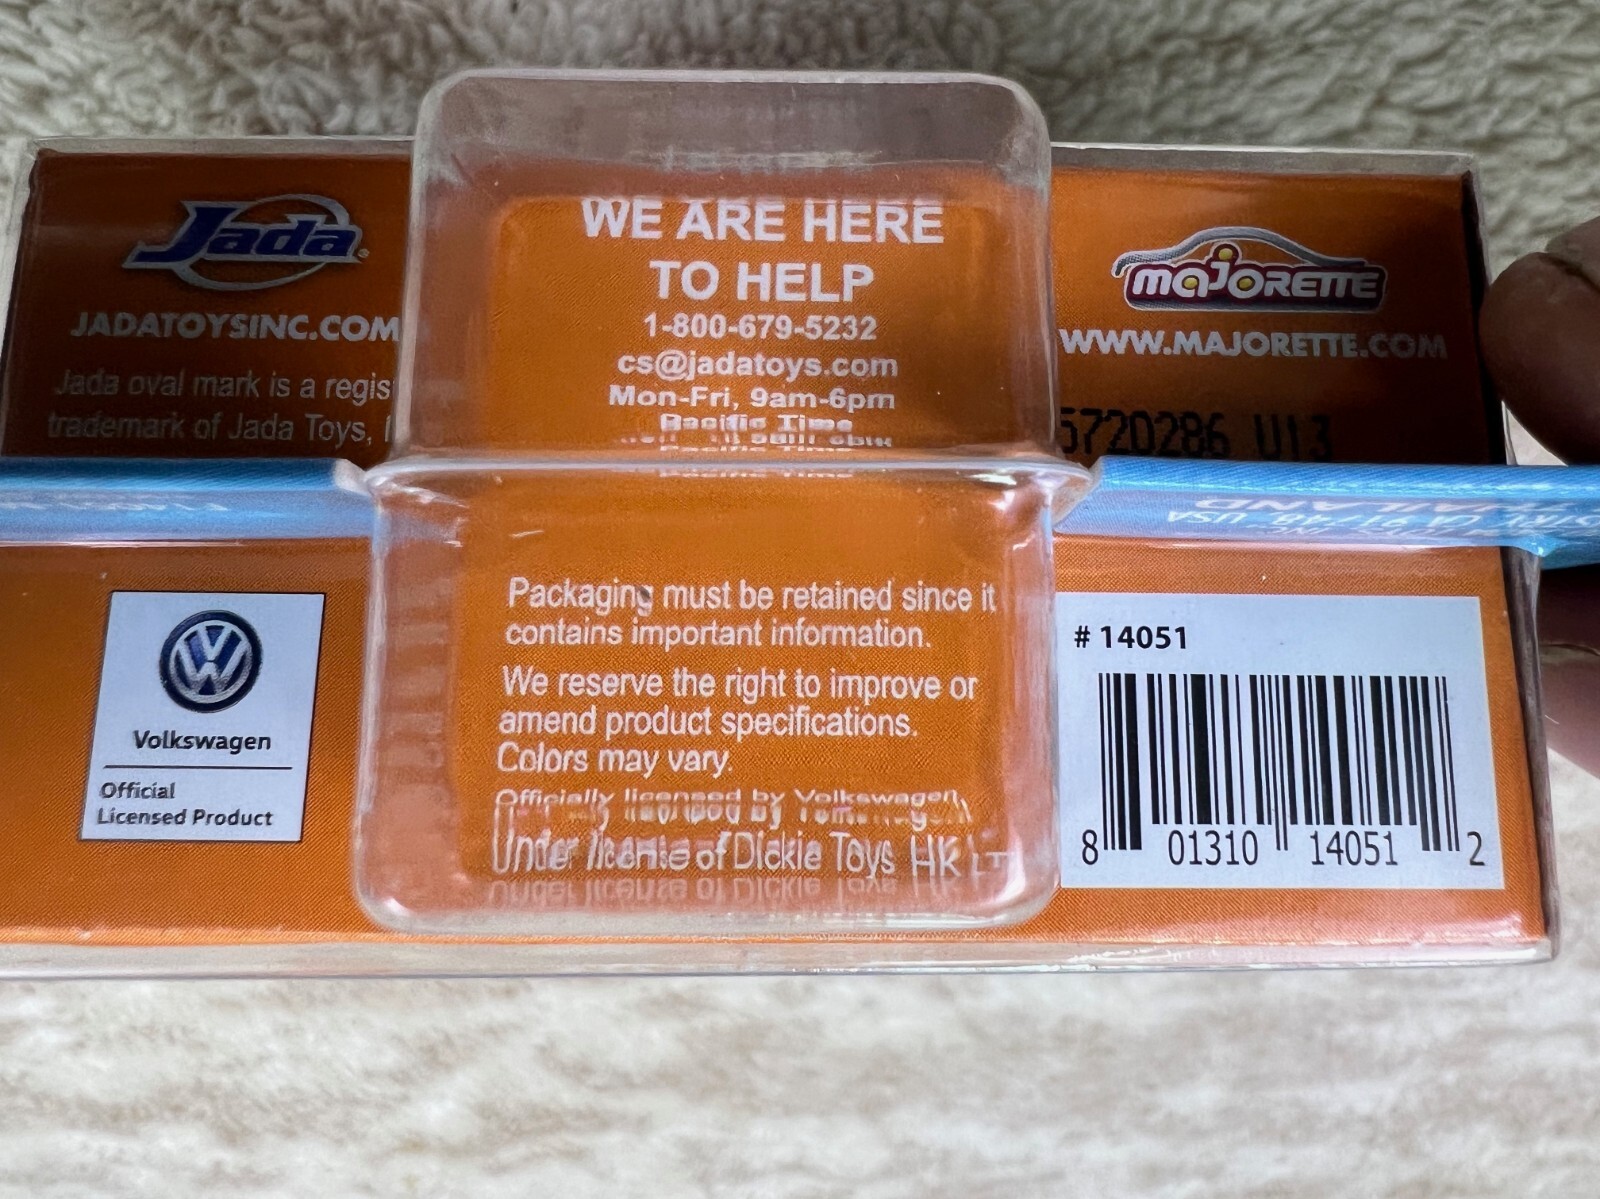 Jada
JADATOYSINC.COM
Jada oval mark is a regis
trademark of Jada Toys,
WE ARE HERE
TO HELP
1-800-679-5232
cs@jadatoys.com
Mon-Fri, 9am-6pm
Pacific Time
MAJORETTE
WWW.MAJORETTE.COM
5720286 U13
THAILAND
USA
Volkswagen
Official
Licensed Product
Packaging must be retained since it
contains important information.
We reserve the right to improve or
amend product specifications.
Colors may vary.
Officially licensed by Volkswagen
Under license of Dickie Toys HK
# 14051
8 01310 14051 2